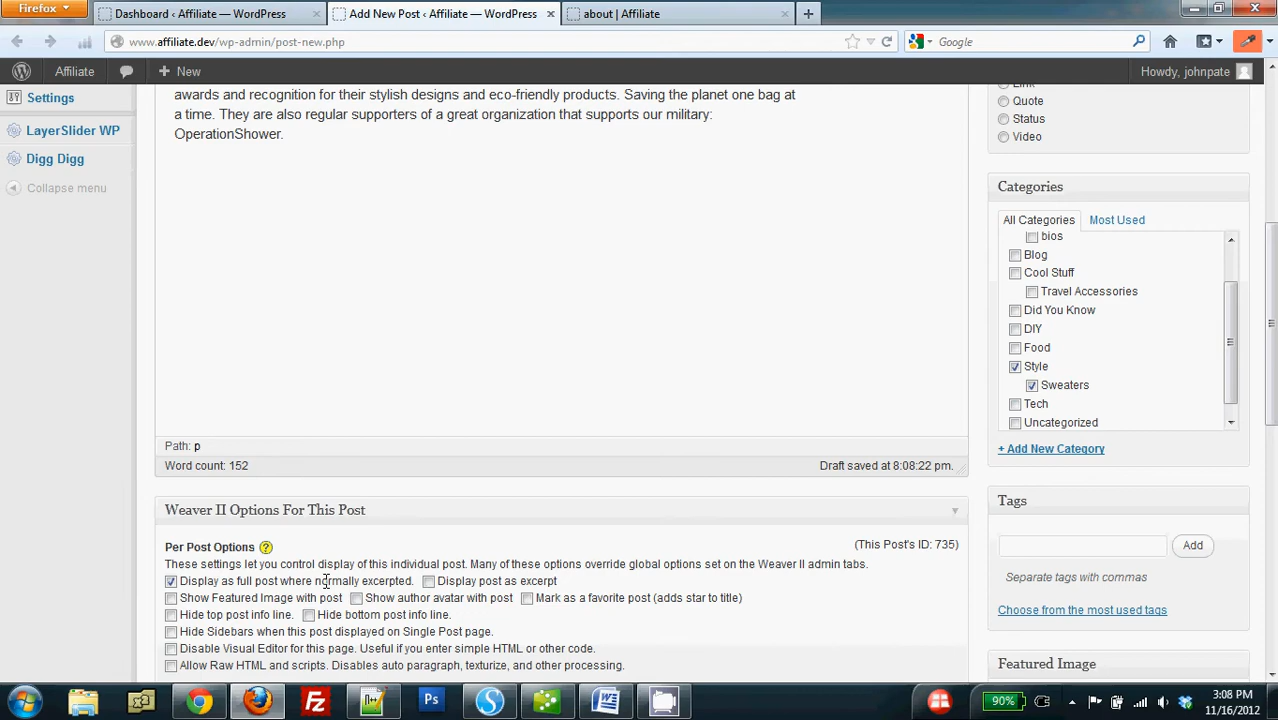 Firefox
Dashboard ‹ Affiliate — WordPress
Add New Post ‹ Affiliate — WordPress
about | Affiliate
www.affiliate.dev/wp-admin/post-new.php
Google
Affiliate
New
Howdy, johnpate
Settings
LayerSlider WP
Digg Digg
Collapse menu
awards and recognition for their stylish designs and eco-friendly products. Saving the planet one bag at
a time. They are also regular supporters of a great organization that supports our military:
OperationShower.
Path: p
Word count: 152
Draft saved at 8:08:22 pm.
Weaver II Options For This Post
Per Post Options ?
(This Post's ID: 735)
These settings let you control display of this individual post. Many of these options override global options set on the Weaver II admin tabs.
Display as full post where normally excerpted. Display post as excerpt
Show Featured Image with post Show author avatar with post Mark as a favorite post (adds star to title)
Hide top post info line. Hide bottom post info line.
Hide Sidebars when this post displayed on Single Post page.
Disable Visual Editor for this page. Useful if you enter simple HTML or other code.
Allow Raw HTML and scripts. Disables auto paragraph, texturize, and other processing.
Quote
Status
Video
Categories
All Categories
Most Used
bios
Blog
Cool Stuff
Travel Accessories
Did You Know
DIY
Food
Style
Sweaters
Tech
Uncategorized
+ Add New Category
Tags
Add
Separate tags with commas
Choose from the most used tags
Featured Image
90%
3:08 PM
11/16/2012